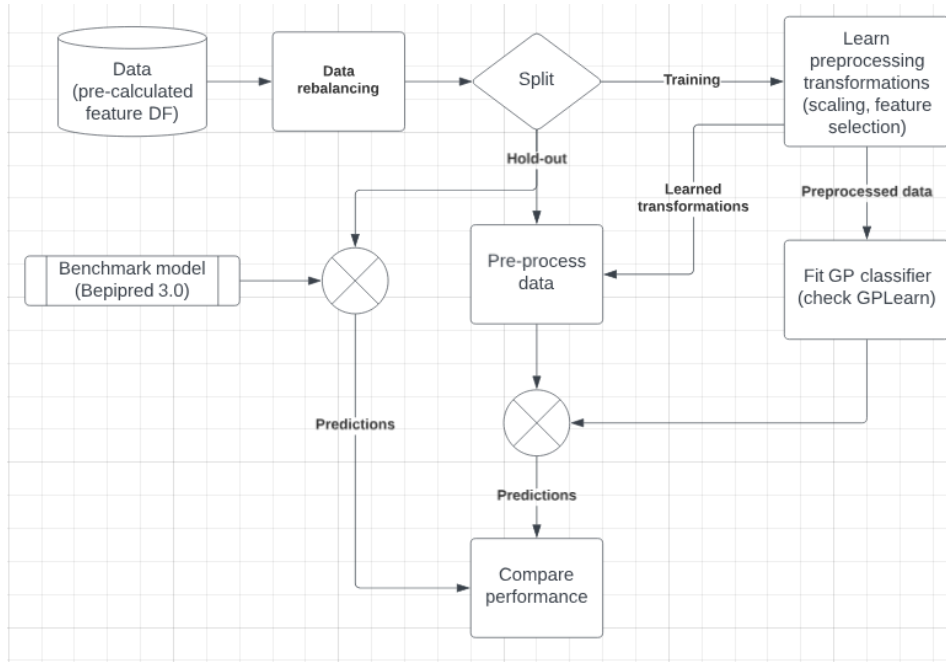 Data
(pre-calculated
feature DF)
Data
rebalancing
Split
Training
Learn
preprocessing
transformations
(scaling, feature
selection)
Hold-out
Learned
transformations
Preprocessed data
Benchmark model
(Bepipred 3.0)
Pre-process
data
Fit GP classifier
(check GPLearn)
Predictions
Predictions
Compare
performance